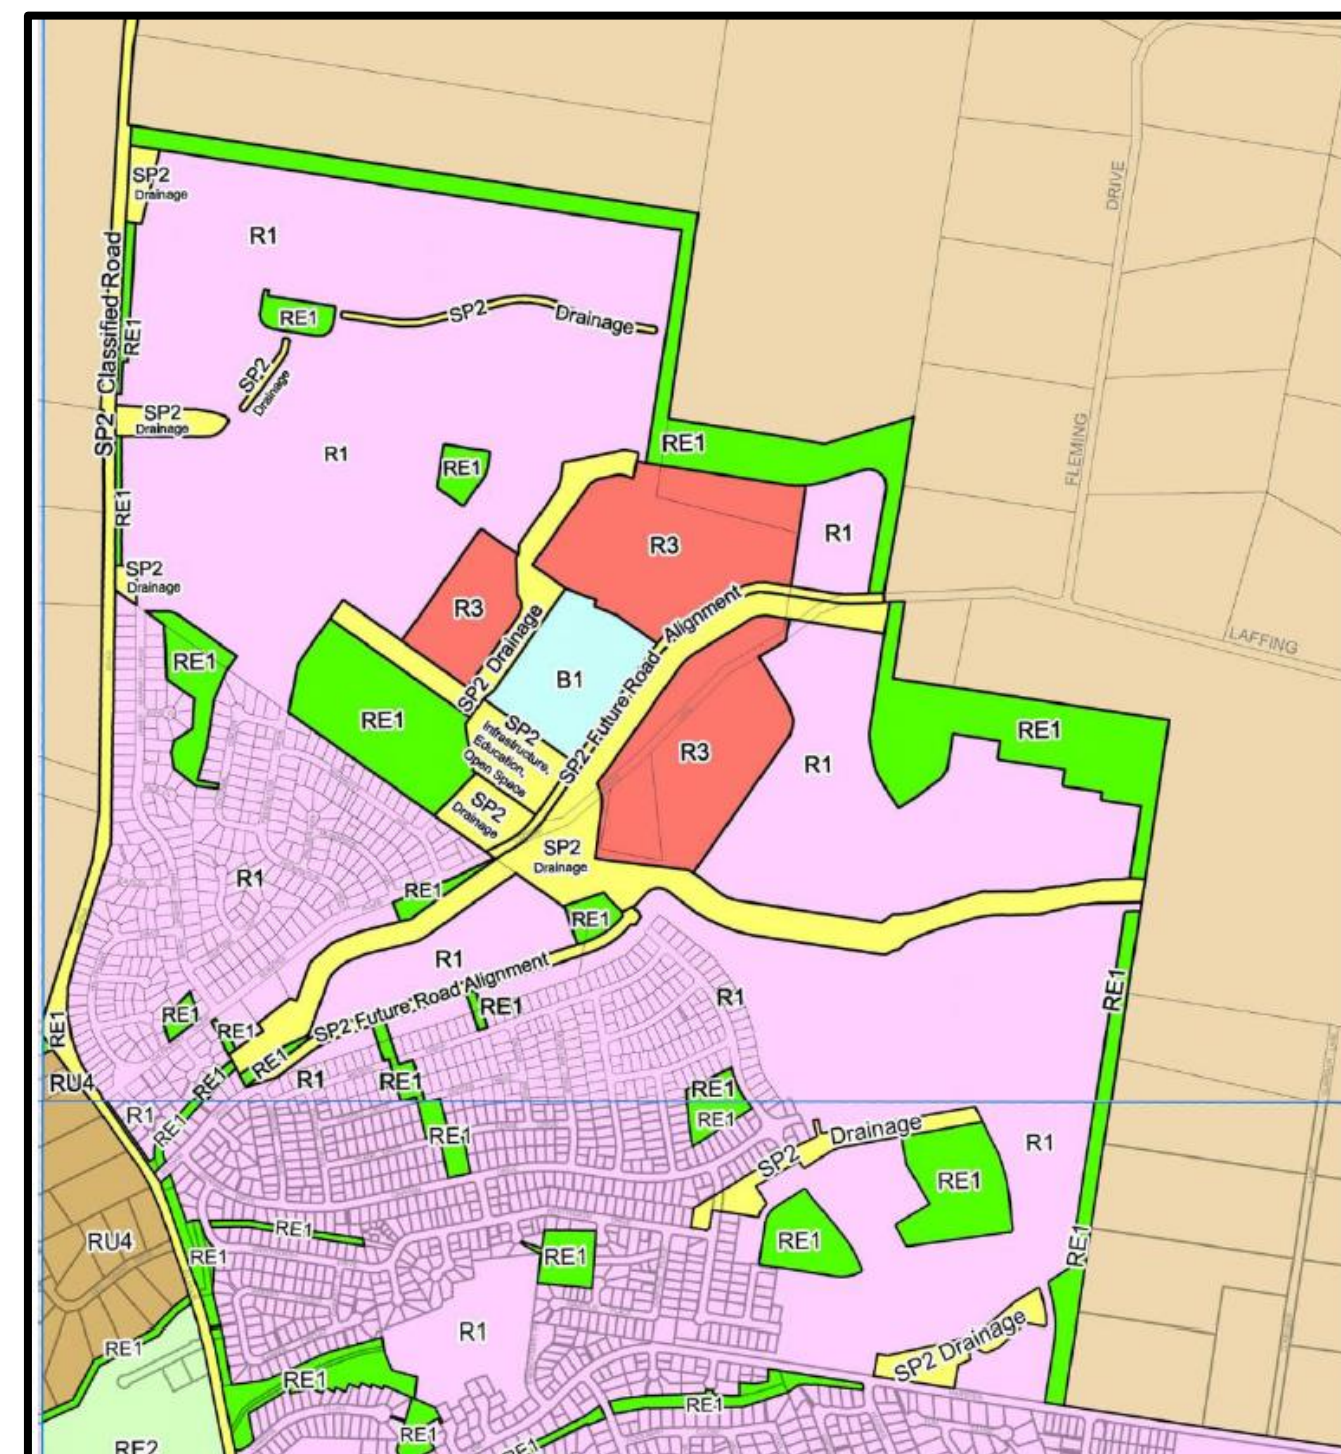 SP2
Drainage
R1
DRIVE
SP2 Classified Road
RE1
RE1
SP2 Drainage
SP2
Drainage
SP2
Drainage
RE1
R1
RE1
RE1
FLEMING
R3
R1
SP2
Drainage
R3
SP2 Drainage
SP2 Future Road Alignment
LAFFING
RE1
B1
RE1
SP2
Infrastructure,
Education,
Open Space
R3
R1
RE1
SP2
Drainage
SP2
Drainage
R1
RE1
RE1
R1
SP2 Future Road Alignment
R1
RE1
RE1
RE1
RE1
RE1
RE1
RU4
RE1
R1
RE1
RE1
RE1
R1
RE1
RE1
SP2 Drainage
R1
RE1
RU4
RE1
RE1
RE1
RE1
RE1
R1
SP2 Drainage
RE1
RE1
RE1
RE1
RE1
RE2